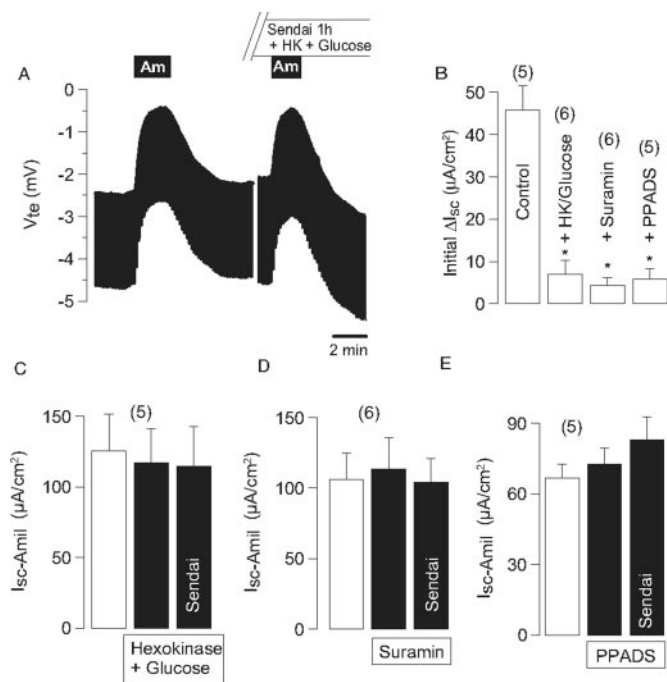 Sendai 1h
+ HK + Glucose
A
Am
Am
0
-1
-2
-3
-4
-5
Vte (mV)
2 min
B
(5)
(6)
(6)
(5)
50
40
30
20
10
0
Initial ΔIsc (µA/cm²)
Control
* + HK/Glucose
* + Suramin
* + PPADS
C
(5)
150
100
50
0
Isc-Amil (µA/cm²)
Sendai
Hexokinase
+ Glucose
D
(6)
150
100
50
0
Isc-Amil (µA/cm²)
Sendai
Suramin
E
(5)
90
60
30
0
Isc-Amil (µA/cm²)
Sendai
PPADS